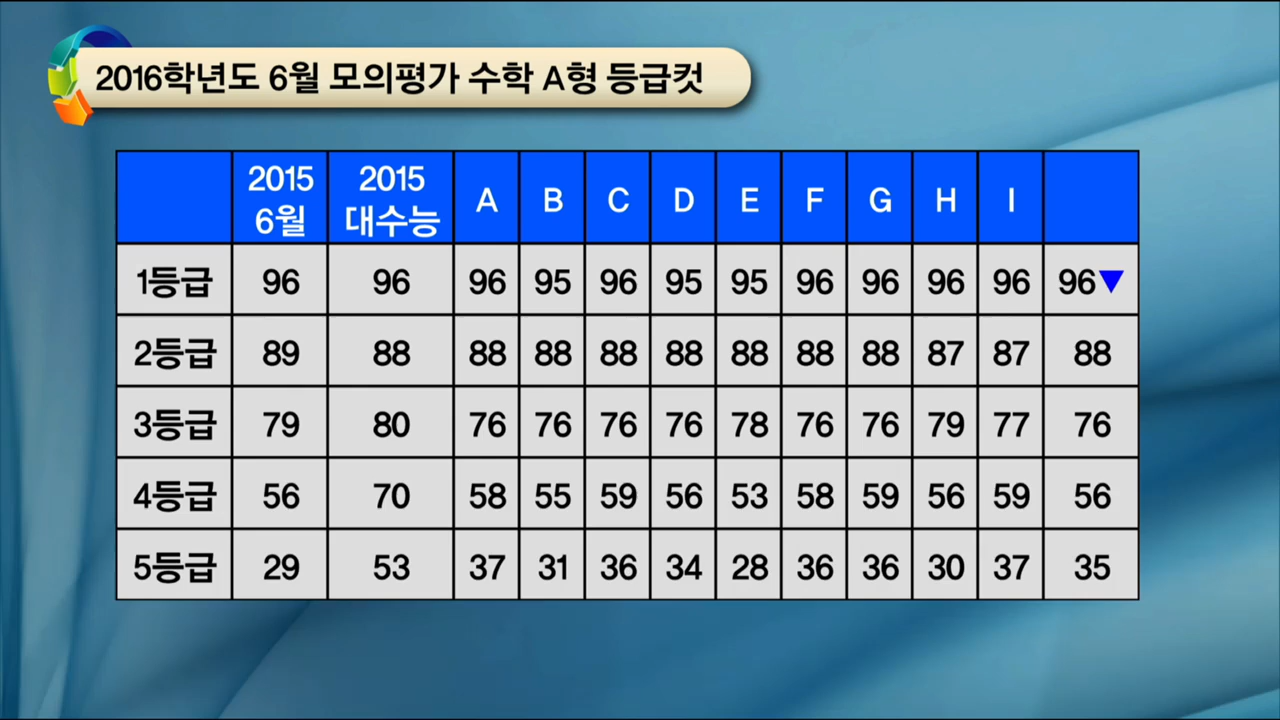 2016학년도 6월 모의평가 수학 A형 등급컷
2015 6월 2015 대수능 A B C D E F G H I
1등급 96 96 96 95 96 95 95 96 96 96 96 96▼
2등급 89 88 88 88 88 88 88 88 88 87 87 88
3등급 79 80 76 76 76 76 78 76 76 79 77 76
4등급 56 70 58 55 59 56 53 58 59 56 59 56
5등급 29 53 37 31 36 34 28 36 36 30 37 35